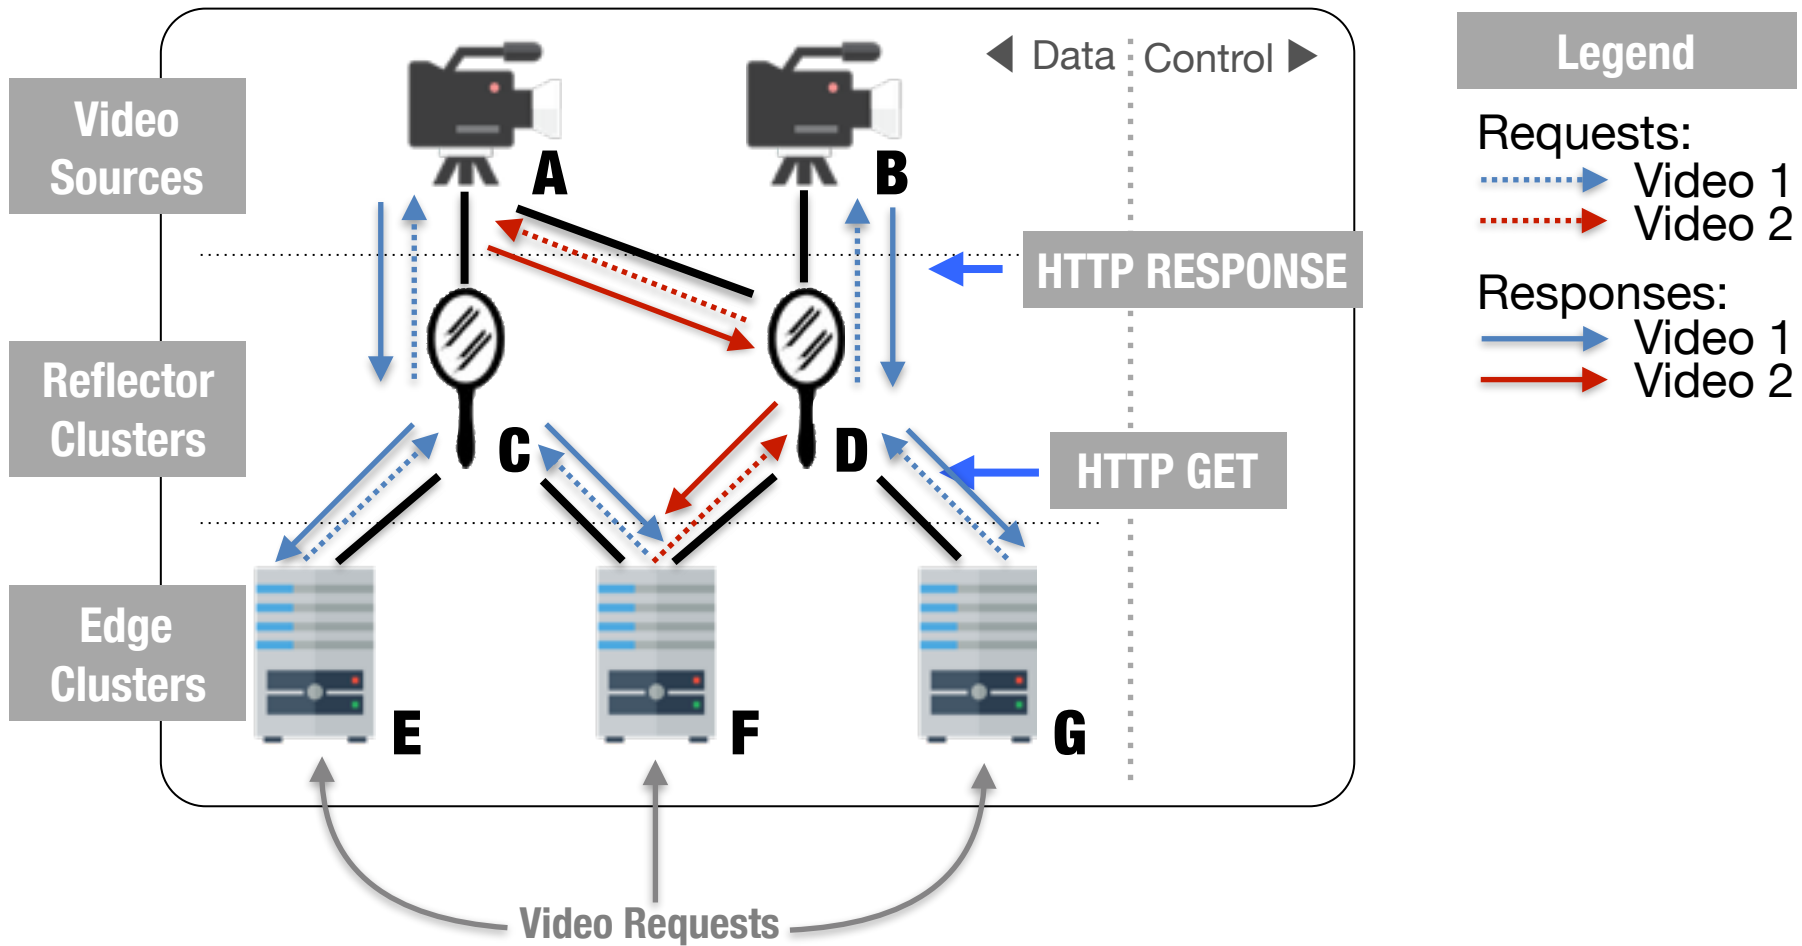 Data
Control
Legend
Video
Sources
A
B
Requests:
Video 1
Video 2
HTTP RESPONSE
Responses:
Video 1
Video 2
Reflector
Clusters
C
D
HTTP GET
Edge
Clusters
E
F
G
Video Requests